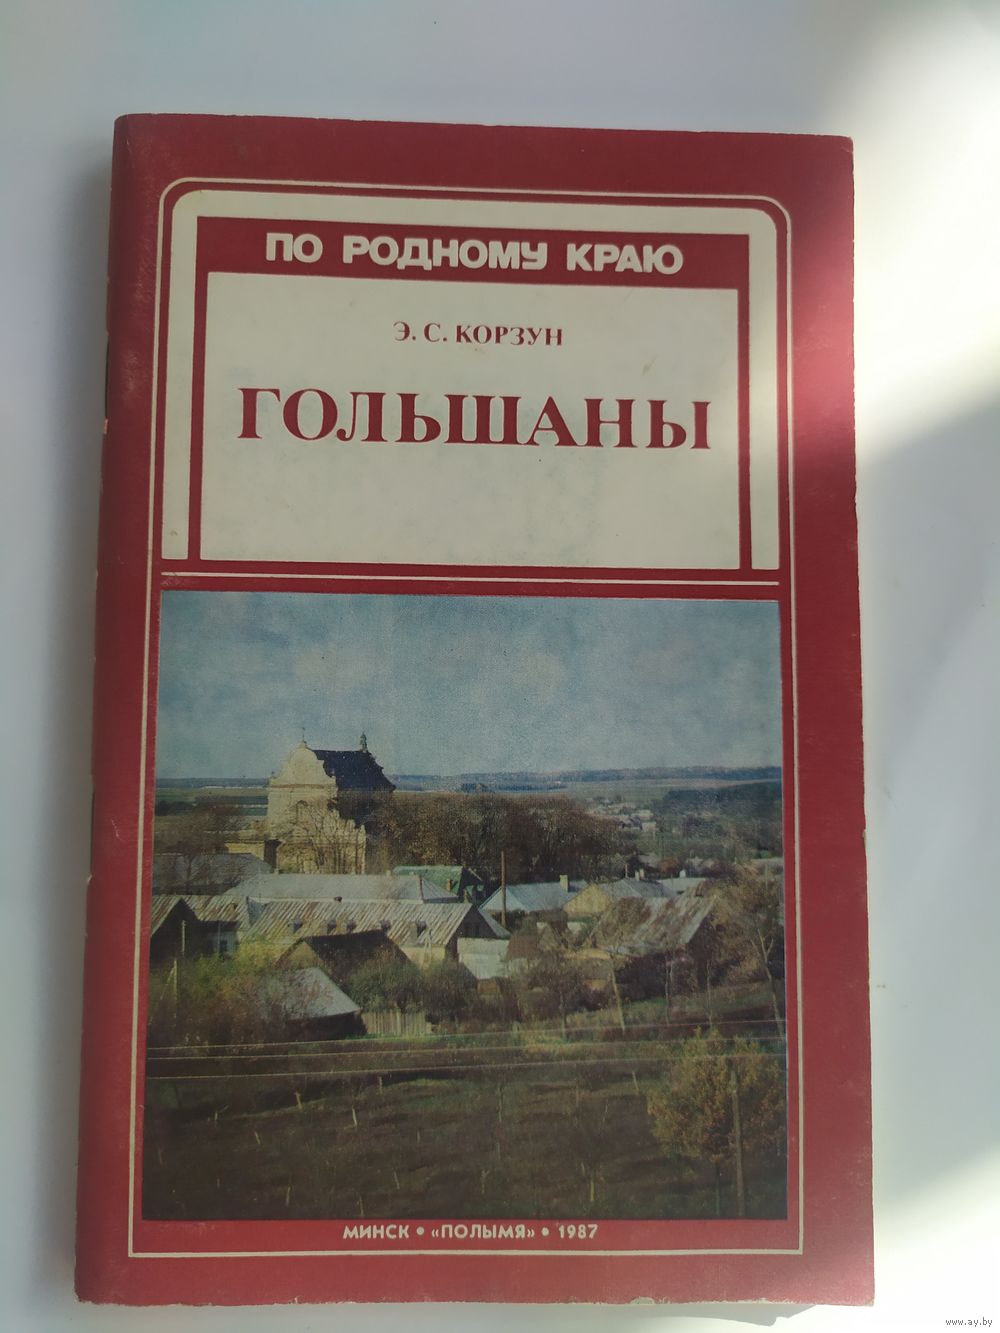 ПО РОДНОМУ КРАЮ
Э. С. КОРЗУН
ГОЛЬШАНЫ
МИНСК • «ПОЛЫМЯ» • 1987
www.ay.by